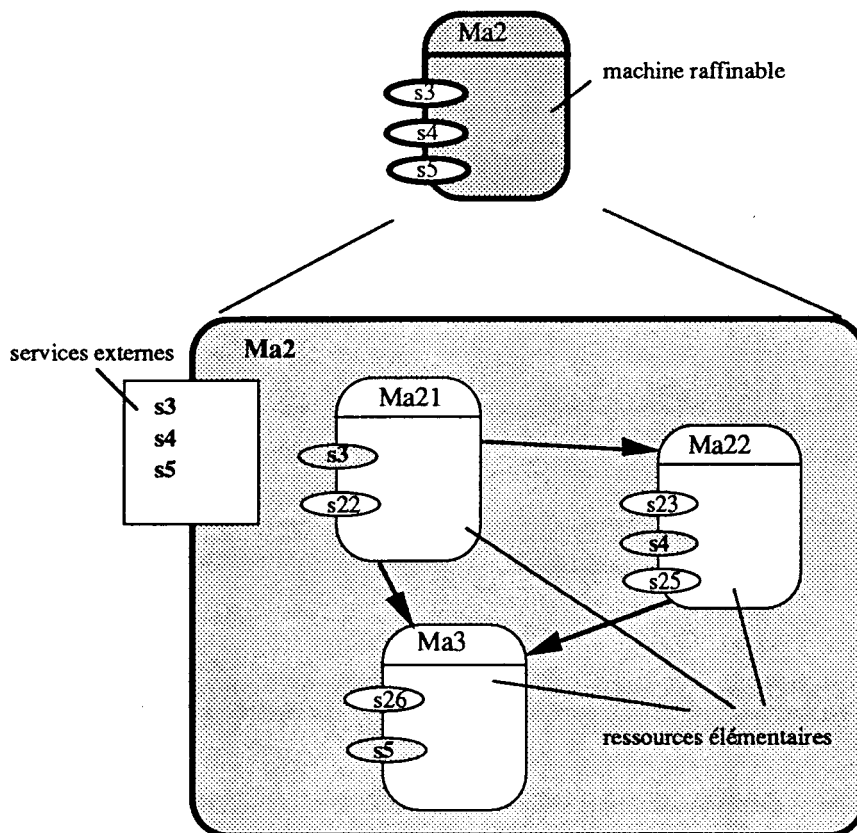 Ma2
machine raffinable
s3
s4
s5
services externes
Ma2
s3
s4
s5
Ma21
s3
s22
Ma22
s23
s4
s25
Ma3
s26
s5
ressources élémentaires